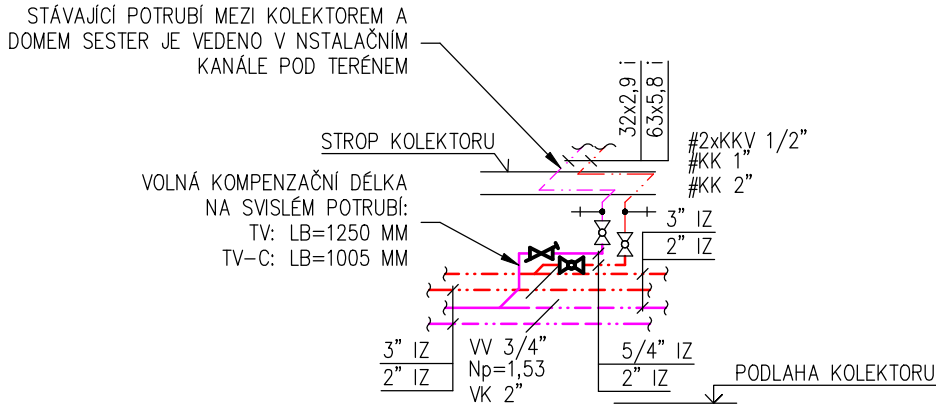 STÁVAJÍCÍ POTRUBÍ MEZI KOLEKTOREM A
DOMEM SESTER JE VEDENO V NSTALAČNÍM
KANÁLE POD TERÉNEM
32x2,9 i
63x5,8 i
STROP KOLEKTORU
#2xKKV 1/2"
#KK 1"
#KK 2"
VOLNÁ KOMPENZAČNÍ DÉLKA
NA SVISLÉM POTRUBÍ:
TV: LB=1250 MM
TV-C: LB=1005 MM
3" IZ
2" IZ
3" IZ
2" IZ
VV 3/4"
Np=1,53
VK 2"
5/4" IZ
2" IZ
PODLAHA KOLEKTORU